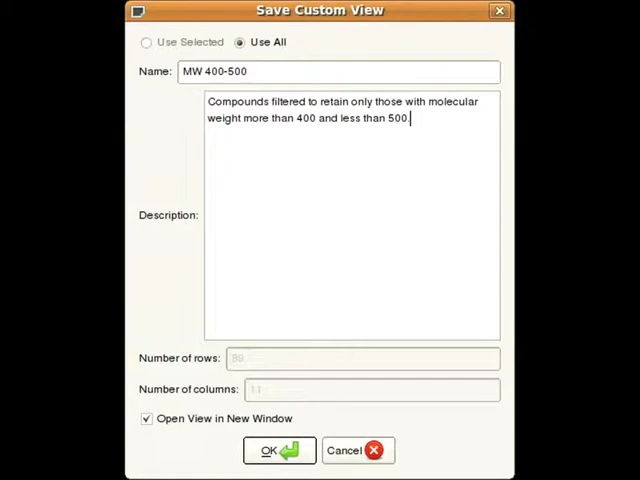 Save Custom View
Use Selected
Use All
Name:
MW 400-500
Compounds filtered to retain only those with molecular
weight more than 400 and less than 500.
Description:
Number of rows:
89
Number of columns:
11
Open View in New Window
OK
Cancel